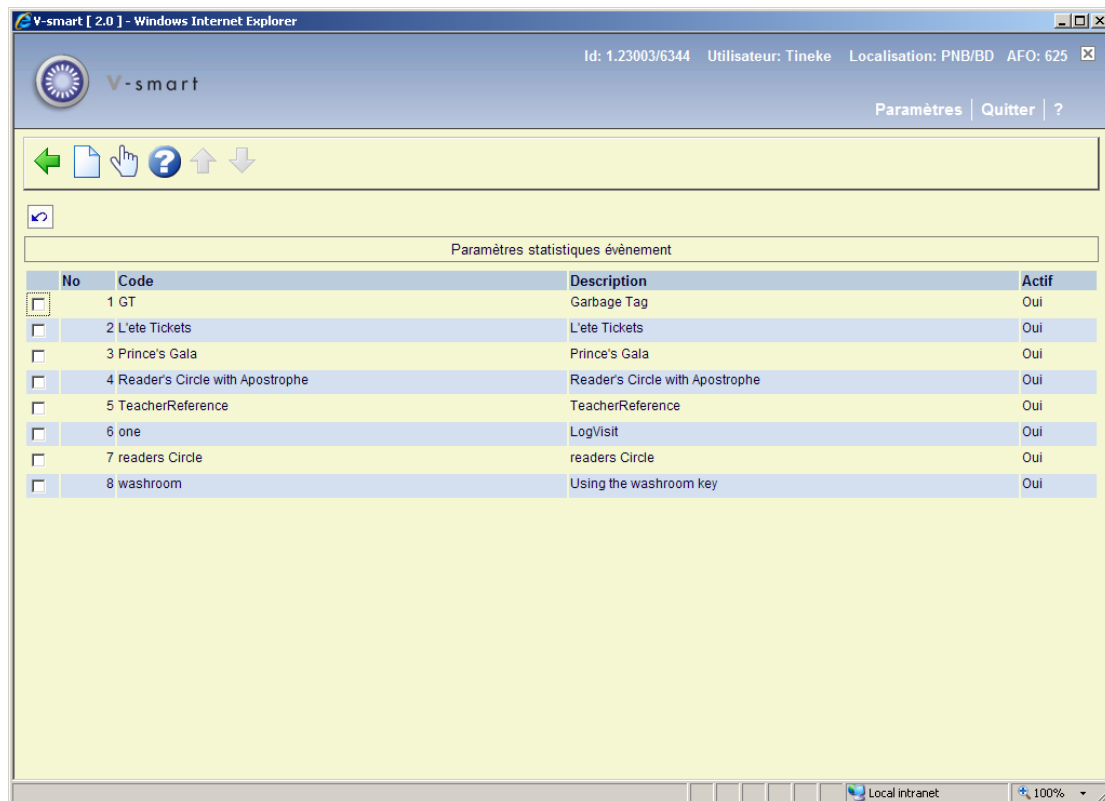 V-smart [ 2.0 ] - Windows Internet Explorer
Id: 1.23003/6344 Utilisateur: Tineke Localisation: PNB/BD AFO: 625
V-smart
Paramètres Quitter ?
Paramètres statistiques évènement
No Code Description Actif
1 GT Garbage Tag Oui
2 L'ete Tickets L'ete Tickets Oui
3 Prince's Gala Prince's Gala Oui
4 Reader's Circle with Apostrophe Reader's Circle with Apostrophe Oui
5 TeacherReference TeacherReference Oui
6 one LogVisit Oui
7 readers Circle readers Circle Oui
8 washroom Using the washroom key Oui
Local intranet 100%